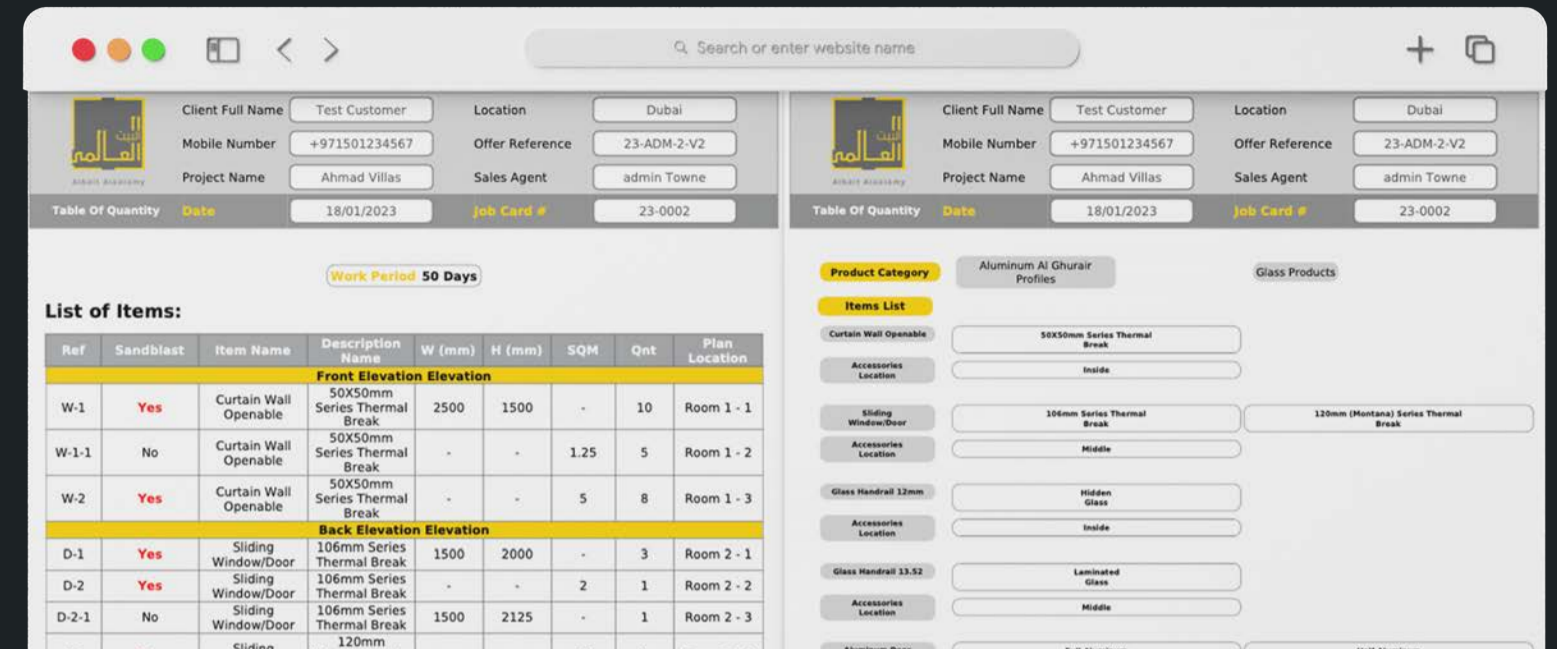 Search or enter website name
البيت
العالمي
Albait Alaalamy
Client Full Name Test Customer Location Dubai
Mobile Number +971501234567 Offer Reference 23-ADM-2-V2
Project Name Ahmad Villas Sales Agent admin Towne
Table Of Quantity Date 18/01/2023 Job Card # 23-0002
Work Period 50 Days
List of Items:
Ref Sandblast Item Name Description Name W (mm) H (mm) SQM Qnt Plan Location
Front Elevation Elevation
W-1 Yes Curtain Wall Openable 50X50mm Series Thermal Break 2500 1500 - 10 Room 1 - 1
W-1-1 No Curtain Wall Openable 50X50mm Series Thermal Break - - 1.25 5 Room 1 - 2
W-2 Yes Curtain Wall Openable 50X50mm Series Thermal Break - - 5 8 Room 1 - 3
Back Elevation Elevation
D-1 Yes Sliding Window/Door 106mm Series Thermal Break 1500 2000 - 3 Room 2 - 1
D-2 Yes Sliding Window/Door 106mm Series Thermal Break - - 2 1 Room 2 - 2
D-2-1 No Sliding Window/Door 106mm Series Thermal Break 1500 2125 - 1 Room 2 - 3
Sliding 120mm
البيت
العالمي
Albait Alaalamy
Client Full Name Test Customer Location Dubai
Mobile Number +971501234567 Offer Reference 23-ADM-2-V2
Project Name Ahmad Villas Sales Agent admin Towne
Table Of Quantity Date 18/01/2023 Job Card # 23-0002
Product Category Aluminum Al Ghurair Profiles Glass Products
Items List
Curtain Wall Openable 50X50mm Series Thermal Break
Accessories Location Inside
Sliding Window/Door 106mm Series Thermal Break 120mm (Montana) Series Thermal Break
Accessories Location Middle
Glass Handrail 12mm Hidden Glass
Accessories Location Inside
Glass Handrail 13.52 Laminated Glass
Accessories Location Middle